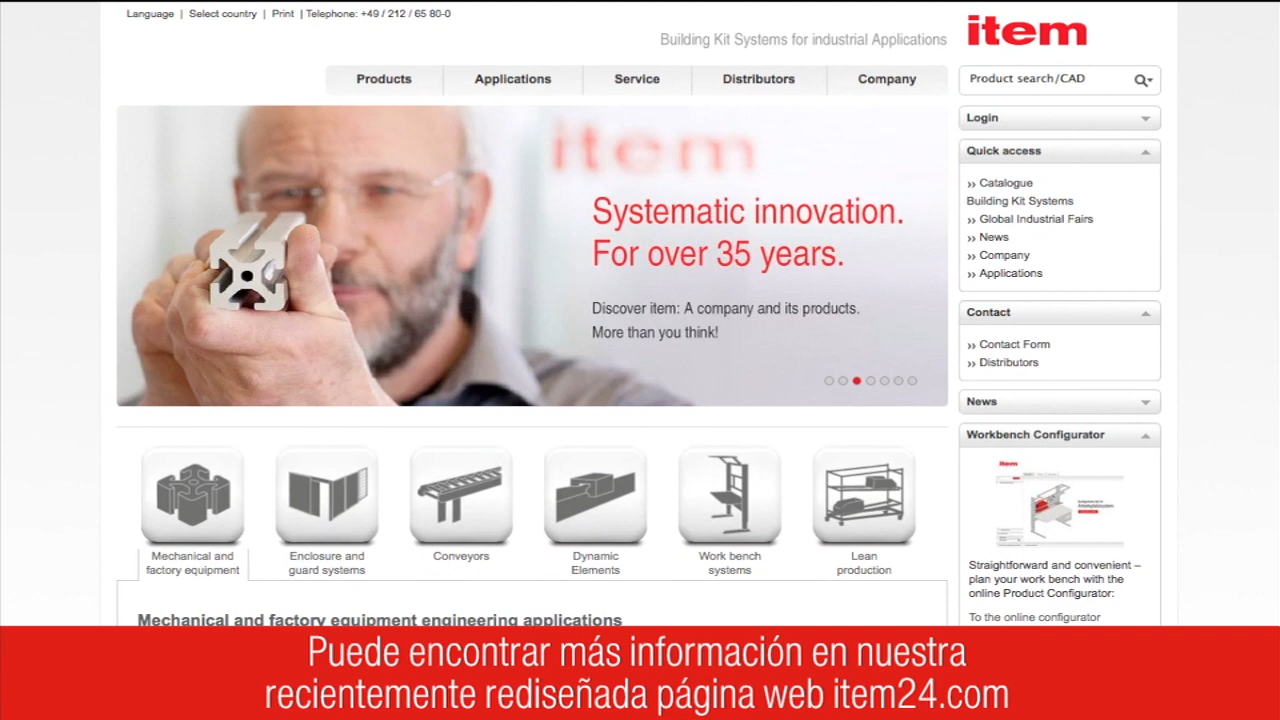 Language | Select country | Print | Telephone: +49 / 212 / 65 80-0
Building Kit Systems for industrial Applications
item
Products
Applications
Service
Distributors
Company
Product search/CAD
item
Systematic innovation.
For over 35 years.
Discover item: A company and its products.
More than you think!
Login
Quick access
›› Catalogue
Building Kit Systems
›› Global Industrial Fairs
›› News
›› Company
›› Applications
Contact
›› Contact Form
›› Distributors
News
Workbench Configurator
item
Straightforward and convenient –
plan your work bench with the
online Product Configurator:
To the online configurator
Mechanical and
factory equipment
Enclosure and
guard systems
Conveyors
Dynamic
Elements
Work bench
systems
Lean
production
Mechanical and factory equipment engineering applications
Puede encontrar más información en nuestra
recientemente rediseñada página web item24.com